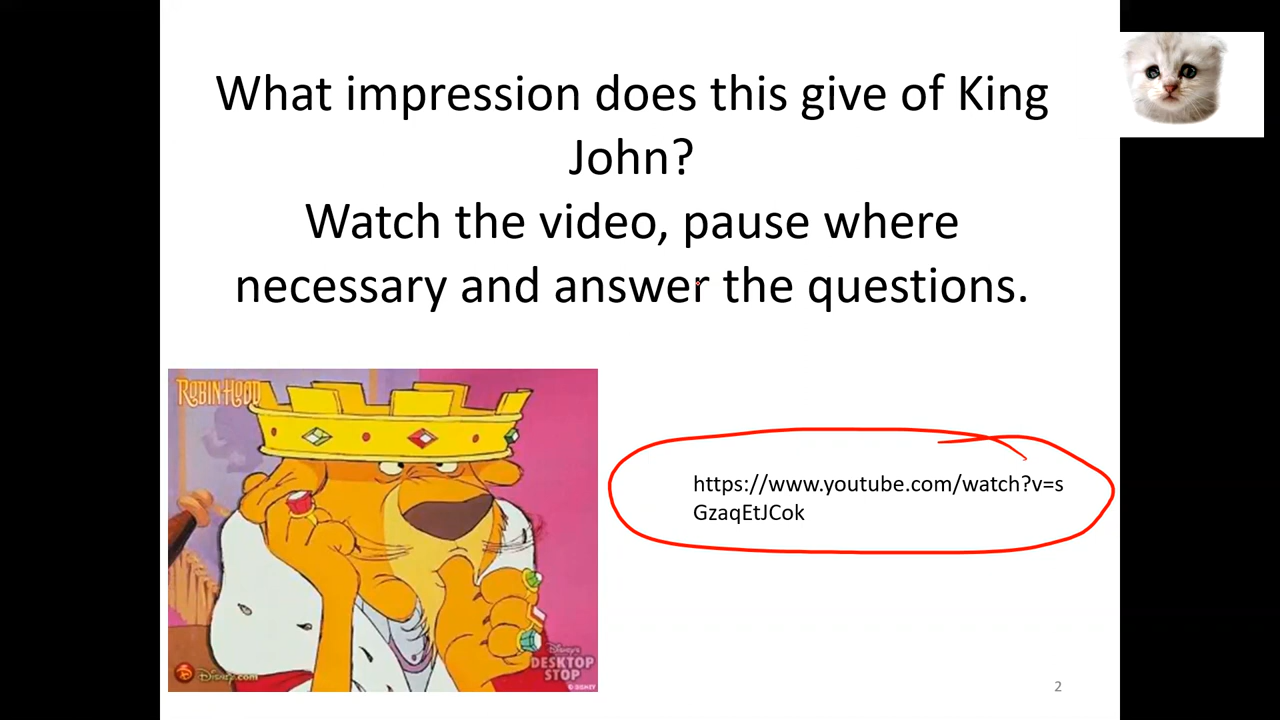 What impression does this give of King
John?
Watch the video, pause where
necessary and answer the questions.
ROBIN HOOD
https://www.youtube.com/watch?v=s
GzaqEtJCok
Disney's
DESKTOP
STOP
Disney.com
© DISNEY
2